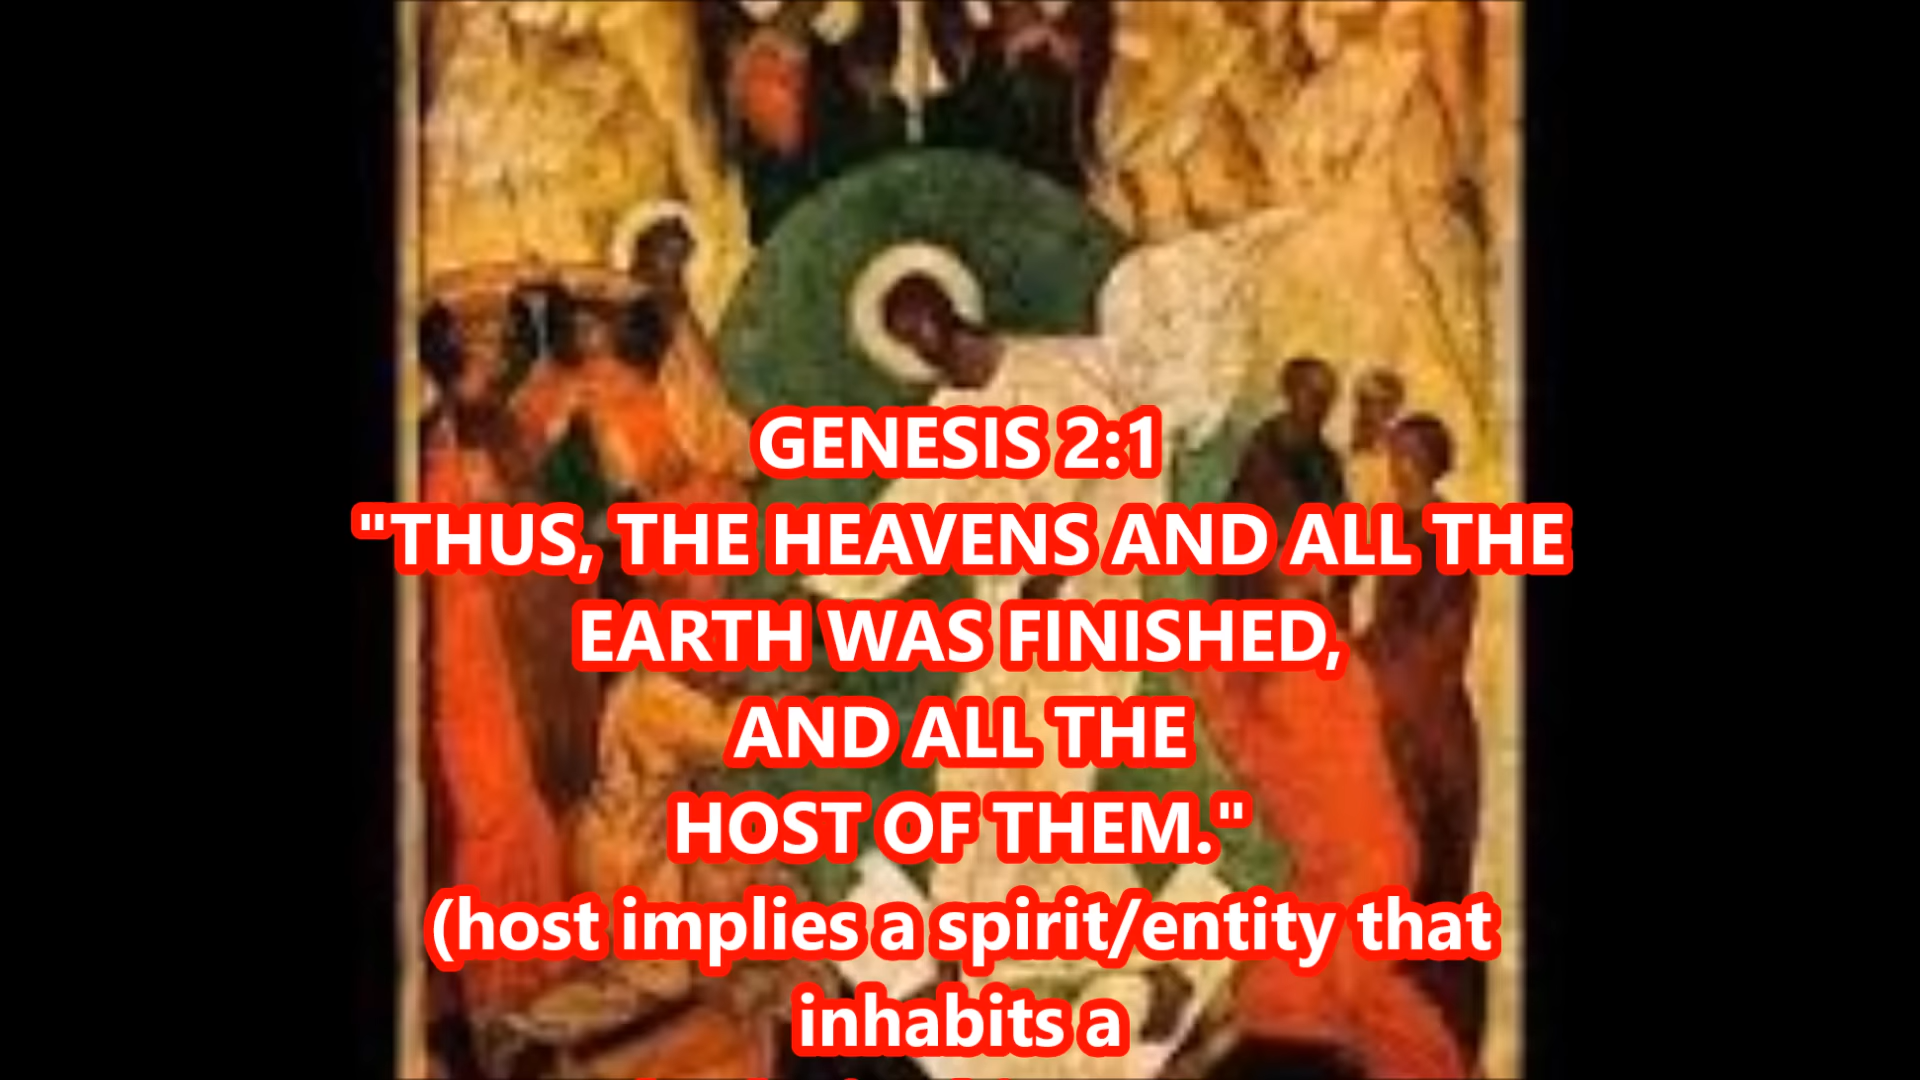 GENESIS 2:1
"THUS, THE HEAVENS AND ALL THE
EARTH WAS FINISHED,
AND ALL THE
HOST OF THEM."
(host implies a spirit/entity that
inhabits a